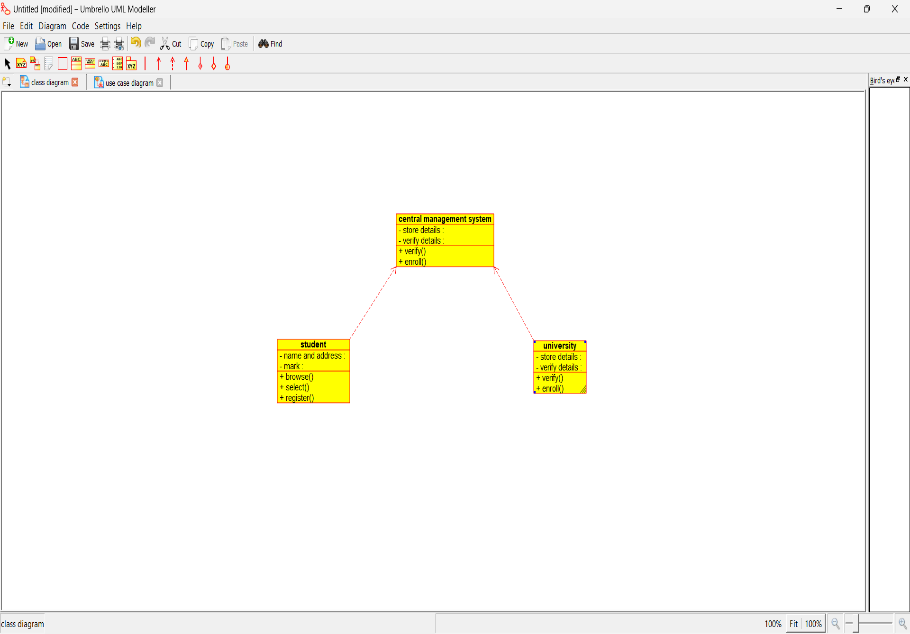 Untitled [modified] – Umbrello UML Modeller
File Edit Diagram Code Settings Help
New Open Save Cut Copy Paste Find
class diagram use case diagram
Bird's eye
central management system
- store details :
- verify details :
+ verify()
+ enroll()
student
- name and address :
- mark :
+ browse()
+ select()
+ register()
university
- store details :
- verify details :
+ verify()
+ enroll()
class diagram
100% Fit 100%